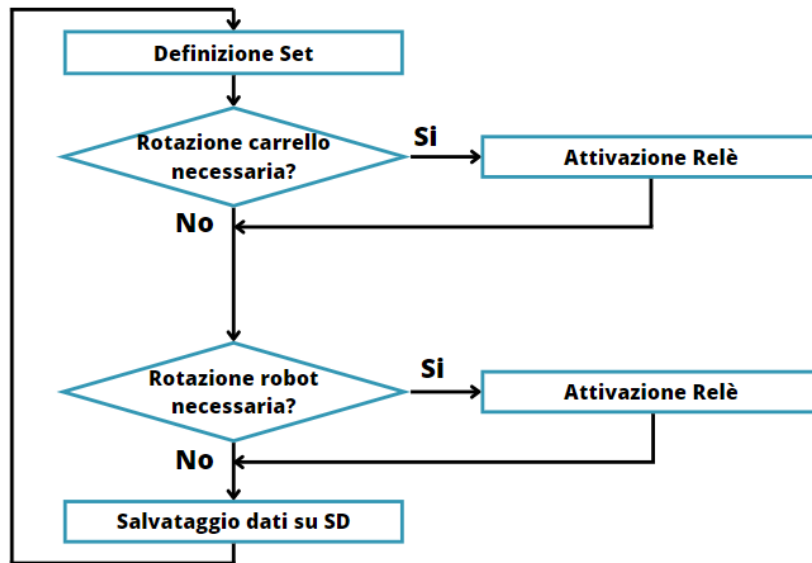 Definizione Set
Rotazione carrello
necessaria?
Si
Attivazione Relè
No
Rotazione robot
necessaria?
Si
Attivazione Relè
No
Salvataggio dati su SD